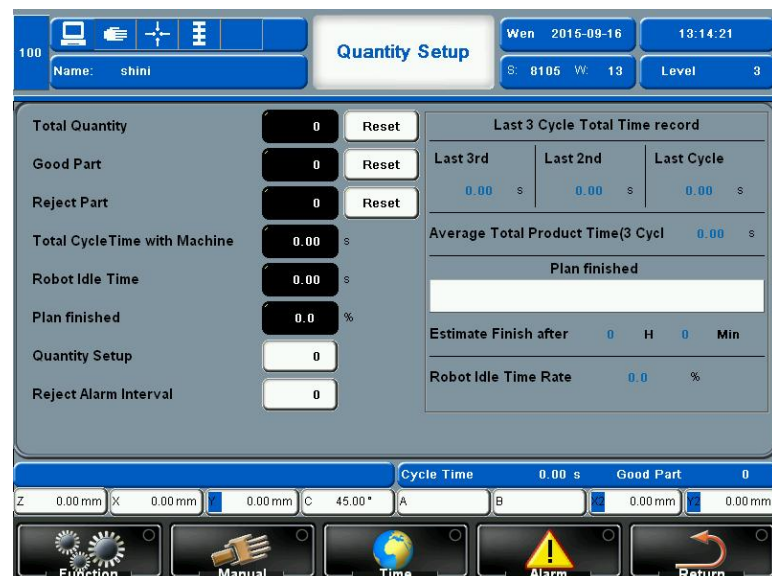 100
Name: shini
Quantity Setup
Wen 2015-09-16
13:14:21
S: 8105 W: 13
Level 3
Total Quantity 0 Reset
Good Part 0 Reset
Reject Part 0 Reset
Total CycleTime with Machine 0.00 s
Robot Idle Time 0.00 s
Plan finished 0.0 %
Quantity Setup 0
Reject Alarm Interval 0
Last 3 Cycle Total Time record
Last 3rd Last 2nd Last Cycle
0.00 s 0.00 s 0.00 s
Average Total Product Time(3 Cycl 0.00 s
Plan finished
Estimate Finish after 0 H 0 Min
Robot Idle Time Rate 0.0 %
Cycle Time 0.00 s Good Part 0
Z 0.00 mm X 0.00 mm Y 0.00 mm C 45.00 ° A B X2 0.00 mm Y2 0.00 mm
Function Manual Time Alarm Return